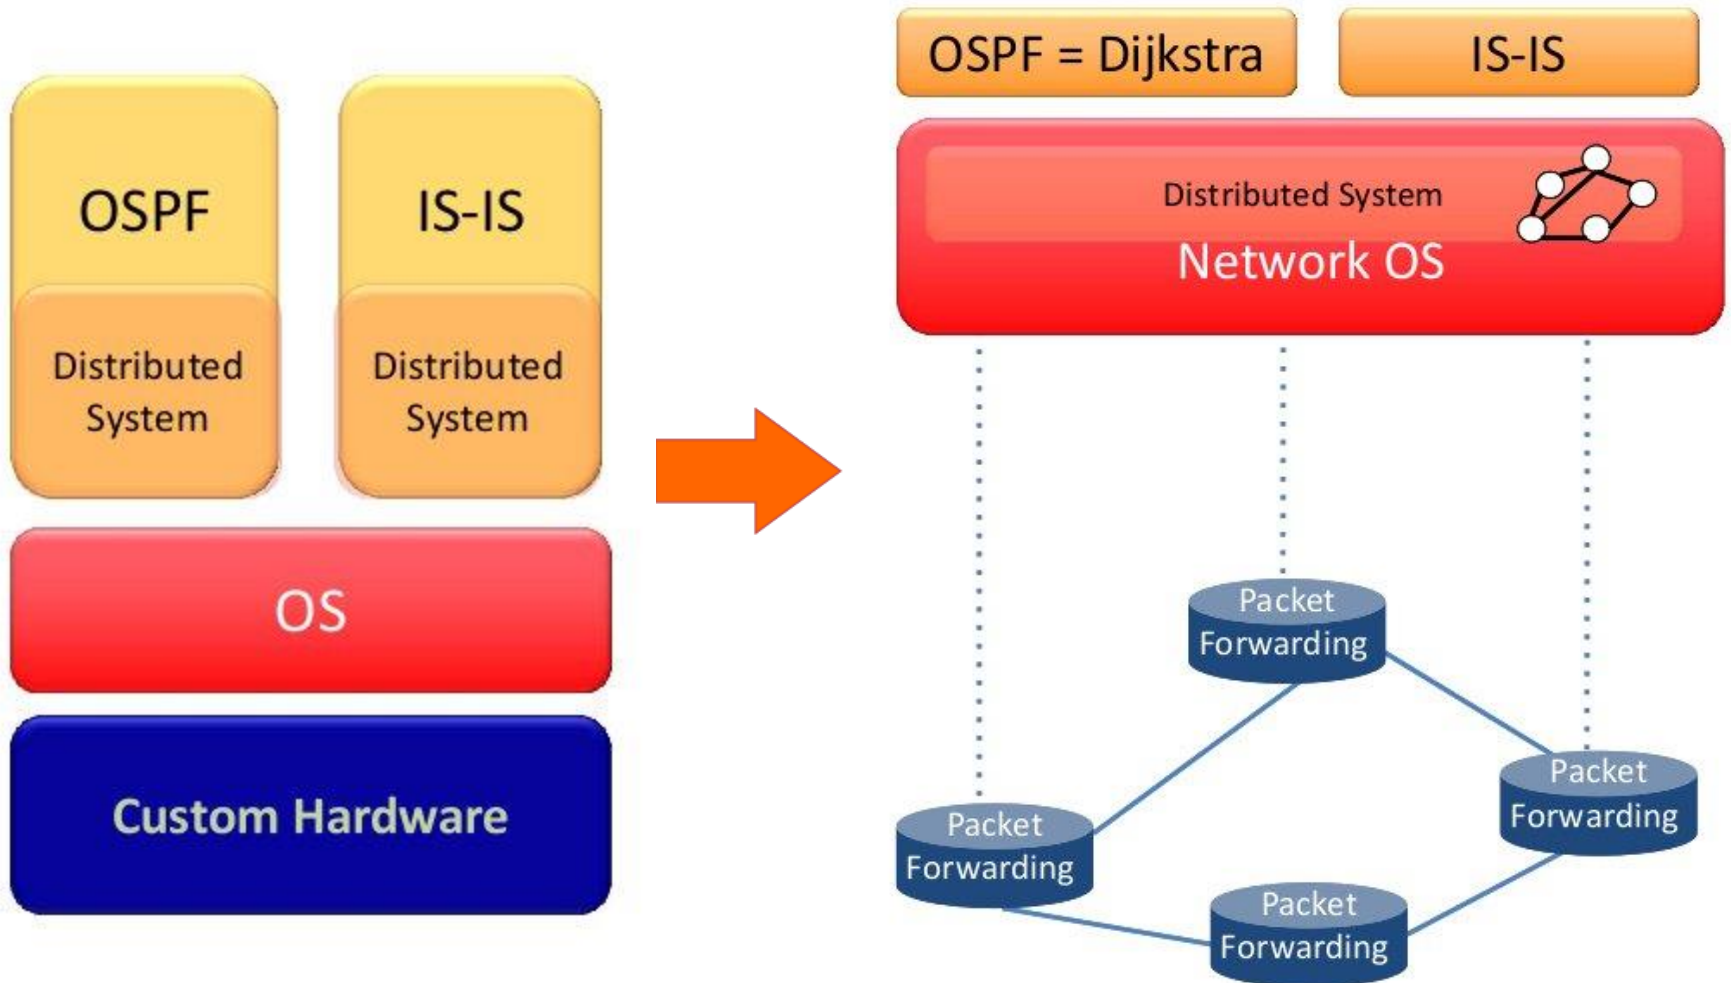 OSPF
IS-IS
Distributed
System
Distributed
System
OS
Custom Hardware
OSPF = Dijkstra
IS-IS
Distributed System
Network OS
Packet
Forwarding
Packet
Forwarding
Packet
Forwarding
Packet
Forwarding